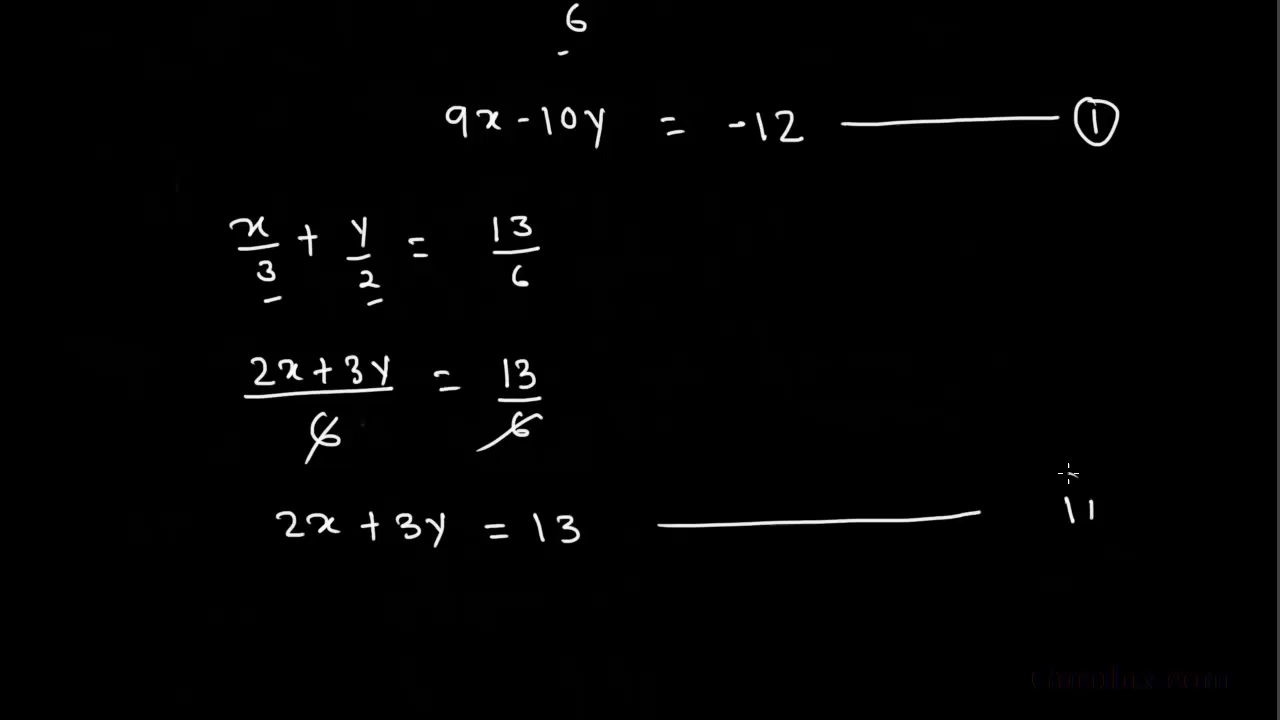 6
9x - 10y = -12 ——— ①
x/3 + y/2 = 13/6
2x + 3y / 6 = 13/6
2x + 3y = 13 ——— 11